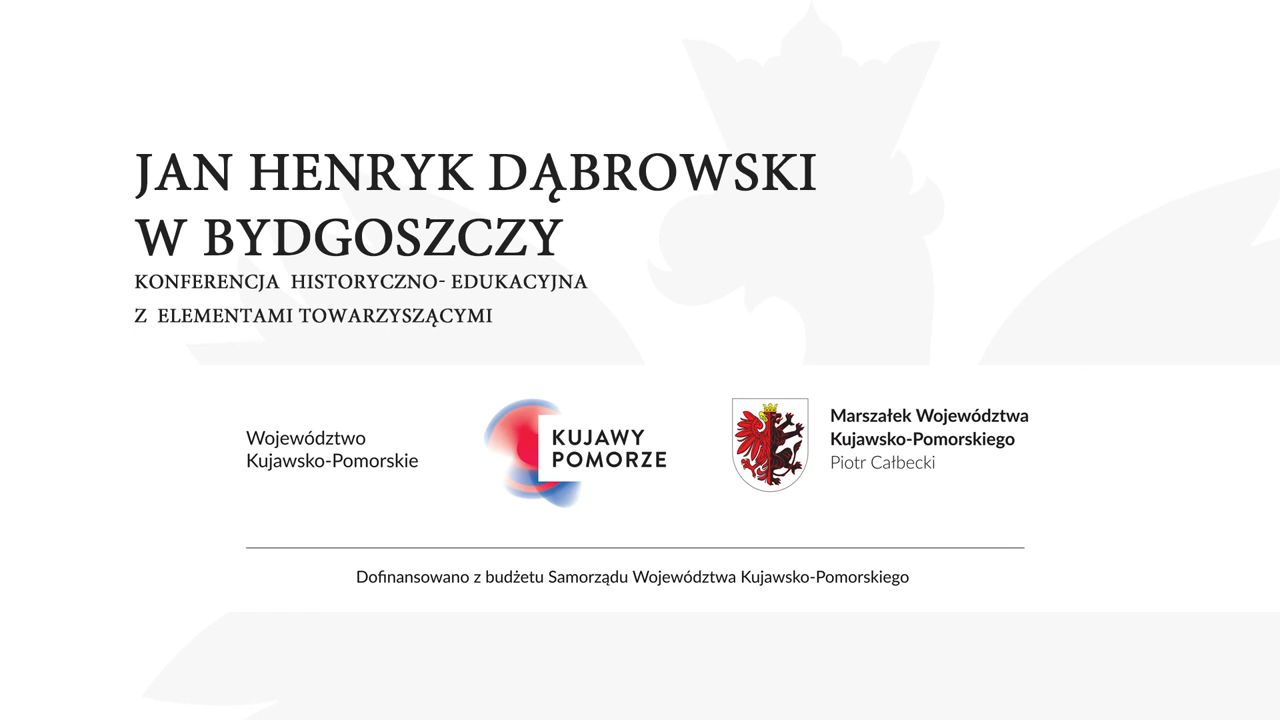 JAN HENRYK DĄBROWSKI
W BYDGOSZCZY
KONFERENCJA HISTORYCZNO- EDUKACYJNA
Z ELEMENTAMI TOWARZYSZĄCYMI
Województwo
Kujawsko-Pomorskie
KUJAWY
POMORZE
Marszałek Województwa
Kujawsko-Pomorskiego
Piotr Całbecki
Dofinansowano z budżetu Samorządu Województwa Kujawsko-Pomorskiego